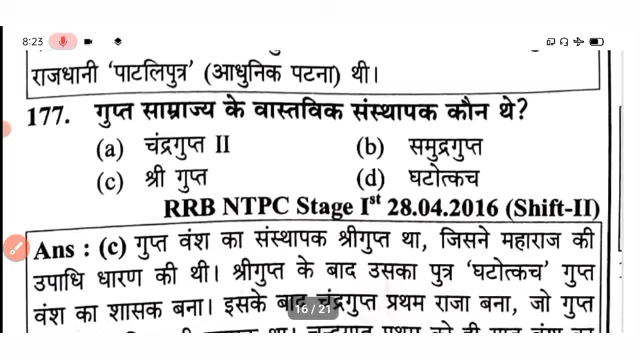 8:23
राजधानी 'पाटलिपुत्र' (आधुनिक पटना) थी।
177. गुप्त साम्राज्य के वास्तविक संस्थापक कौन थे?
(a) चंद्रगुप्त II (b) समुद्रगुप्त
(c) श्री गुप्त (d) घटोत्कच
RRB NTPC Stage Ist 28.04.2016 (Shift-II)
Ans : (c) गुप्त वंश का संस्थापक श्रीगुप्त था, जिसने महाराज की
उपाधि धारण की थी। श्रीगुप्त के बाद उसका पुत्र 'घटोत्कच' गुप्त
वंश का शासक बना। इसके बाद चंद्रगुप्त प्रथम राजा बना, जो गुप्त
16 / 21